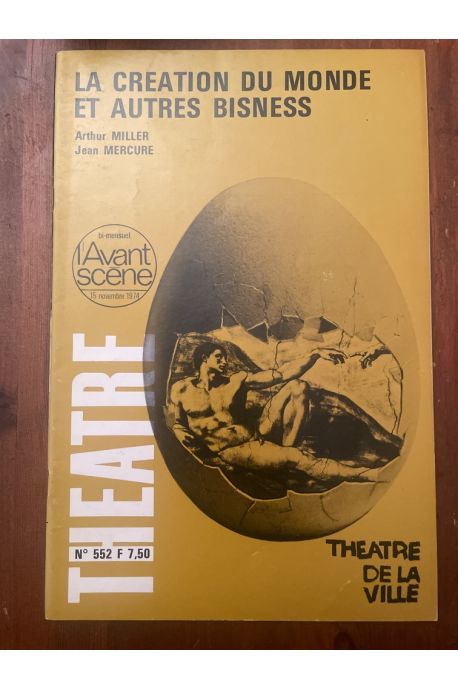 LA CREATION DU MONDE
ET AUTRES BISNESS
Arthur MILLER
Jean MERCURE
bi-mensuel
l'Avant
scène
15 novembre 1974
THEATRE
N° 552 F 7,50
THEATRE
DE LA
VILLE